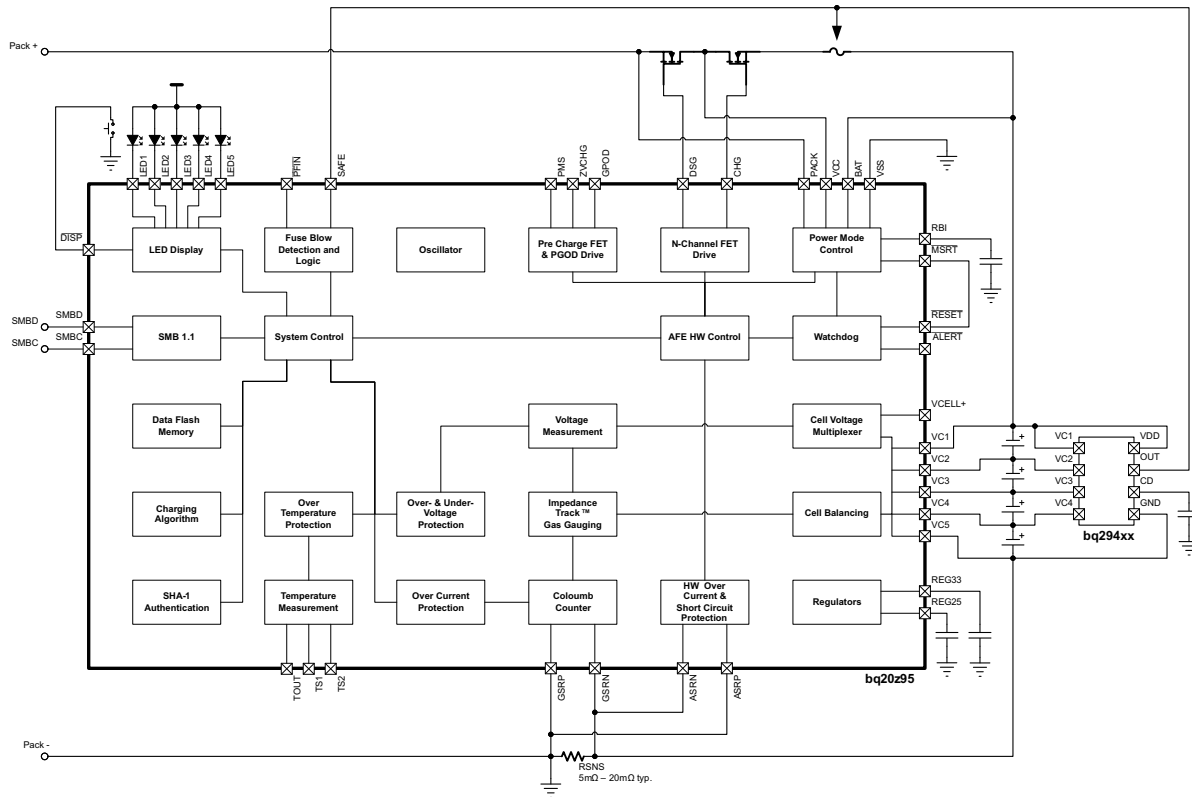 Pack +
LED1
LED2
LED3
LED4
LED5
PFIN
SAFE
PMS
ZVCHG
GPOD
DSG
CHG
PACK
VCC
BAT
VSS
DISP
LED Display
Fuse Blow
Detection and
Logic
Oscillator
Pre Charge FET
& PGOD Drive
N-Channel FET
Drive
Power Mode
Control
RBI
MSRT
SMBD
SMBD
SMBC
SMBC
SMB 1.1
System Control
AFE HW Control
Watchdog
RESET
ALERT
Data Flash
Memory
Voltage
Measurement
Cell Voltage
Multiplexer
VCELL+
VC1
VC2
VC3
VC4
VC5
VC1
VC2
VC3
VC4
VDD
OUT
CD
GND
bq294xx
Charging
Algorithm
Over
Temperature
Protection
Over- & Under-
Voltage
Protection
Impedance
Track™
Gas Gauging
Cell Balancing
SHA-1
Authentication
Temperature
Measurement
Over Current
Protection
Coloumb
Counter
HW Over
Current &
Short Circuit
Protection
Regulators
REG33
REG25
bq20z95
TOUT
TS1
TS2
GSRP
GSRN
ASRN
ASRP
Pack -
RSNS
5mΩ – 20mΩ typ.